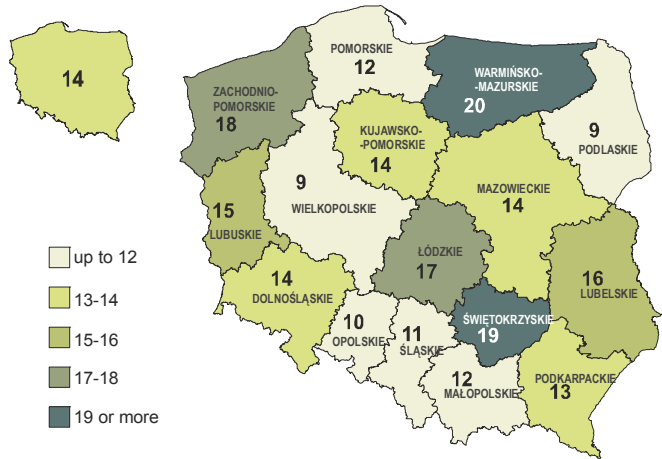 14
POMORSKIE
12
WARMIŃSKO-
-MAZURSKIE
20
ZACHODNIO-
POMORSKIE
18
KUJAWSKO-
-POMORSKIE
14
9
PODLASKIE
9
WIELKOPOLSKIE
MAZOWIECKIE
14
15
LUBUSKIE
ŁÓDZKIE
17
16
LUBELSKIE
14
DOLNOŚLĄSKIE
10
OPOLSKIE
11
ŚLĄSKIE
ŚWIĘTOKRZYSKIE
19
12
MAŁOPOLSKIE
PODKARPACKIE
13
up to 12
13-14
15-16
17-18
19 or more